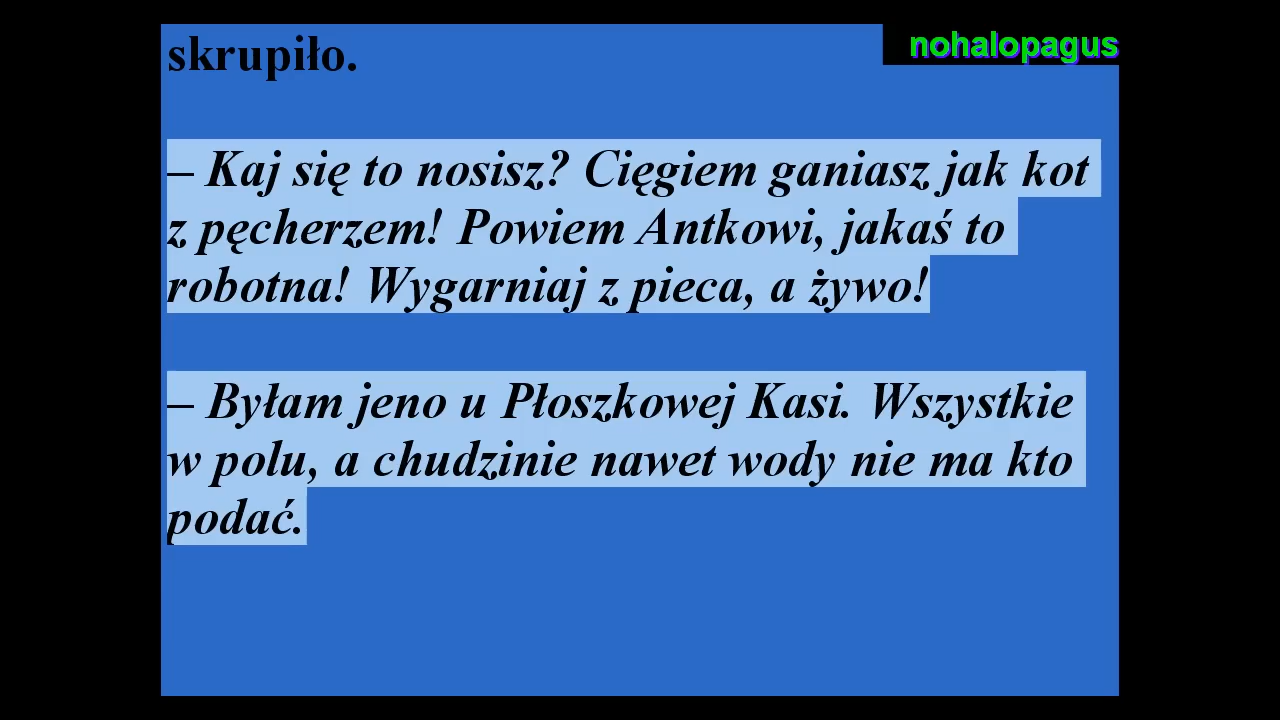 skrupiło.
nohalopagus
– Kaj się to nosisz? Cięgiem ganiasz jak kot
z pęcherzem! Powiem Antkowi, jakaś to
robotna! Wygarniaj z pieca, a żywo!
– Byłam jeno u Płoszkowej Kasi. Wszystkie
w polu, a chudzinie nawet wody nie ma kto
podać.